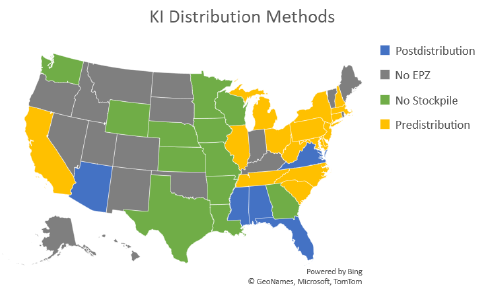 KI Distribution Methods
Postdistribution
No EPZ
No Stockpile
Predistribution
Powered by Bing
© GeoNames, Microsoft, TomTom